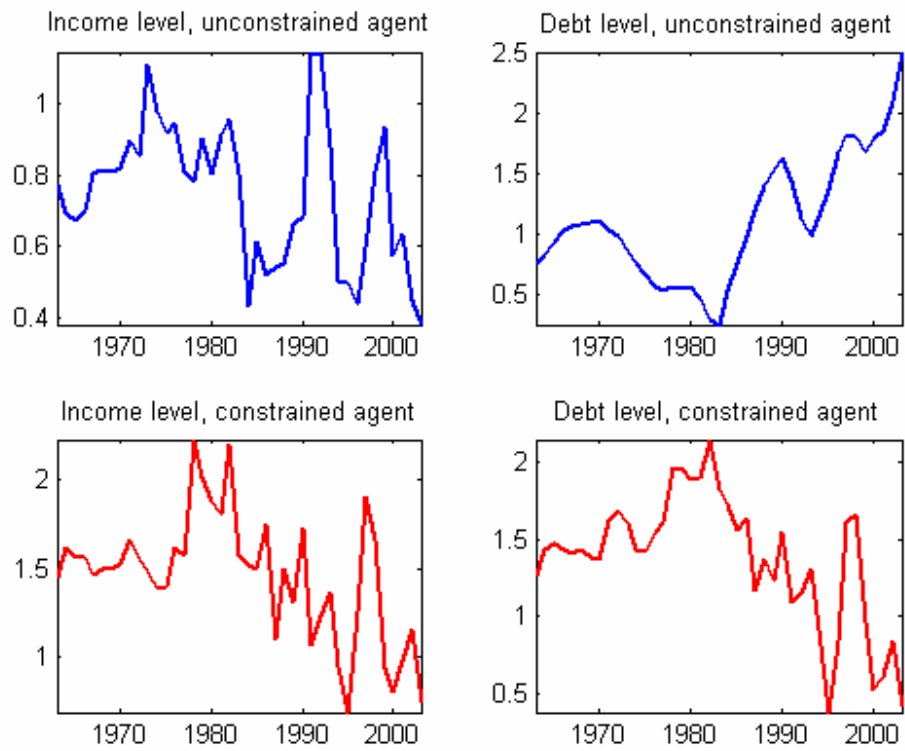 Income level, unconstrained agent
1
0.8
0.6
0.4
1970 1980 1990 2000
Debt level, unconstrained agent
2.5
2
1.5
1
0.5
1970 1980 1990 2000
Income level, constrained agent
2
1.5
1
1970 1980 1990 2000
Debt level, constrained agent
2
1.5
1
0.5
1970 1980 1990 2000